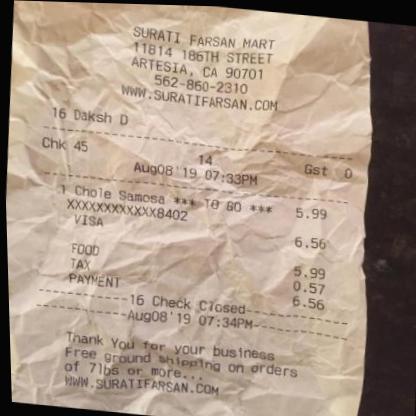 SURATI FARSAN MART
11814 186TH STREET
ARTESIA, CA 90701
562-860-2310
WWW.SURATIFARSAN.COM
16 Daksh D
Chk 45 14 Gst 0
Aug08'19 07:33PM
1 Chole Samosa *** TO GO *** 5.99
XXXXXXXXXXXX8402
VISA 6.56
FOOD 5.99
TAX 0.57
PAYMENT 6.56
----------16 Check Closed----------
----------Aug08'19 07:34PM----------
Thank You for your business
Free ground shipping on orders
of 7lbs or more...
WWW.SURATIFARSAN.COM